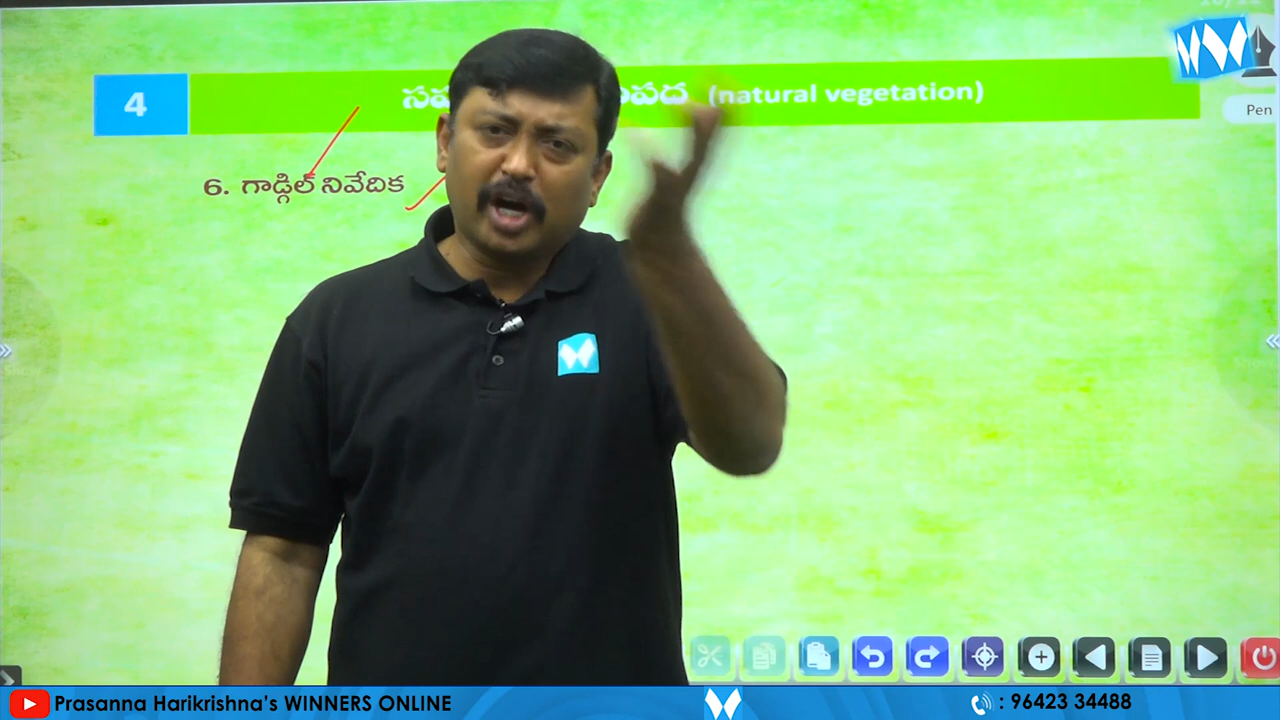 4
(natural vegetation)
Pen
6. గాడ్గిల్ నివేదిక
Prasanna Harikrishna's WINNERS ONLINE
: 96423 34488